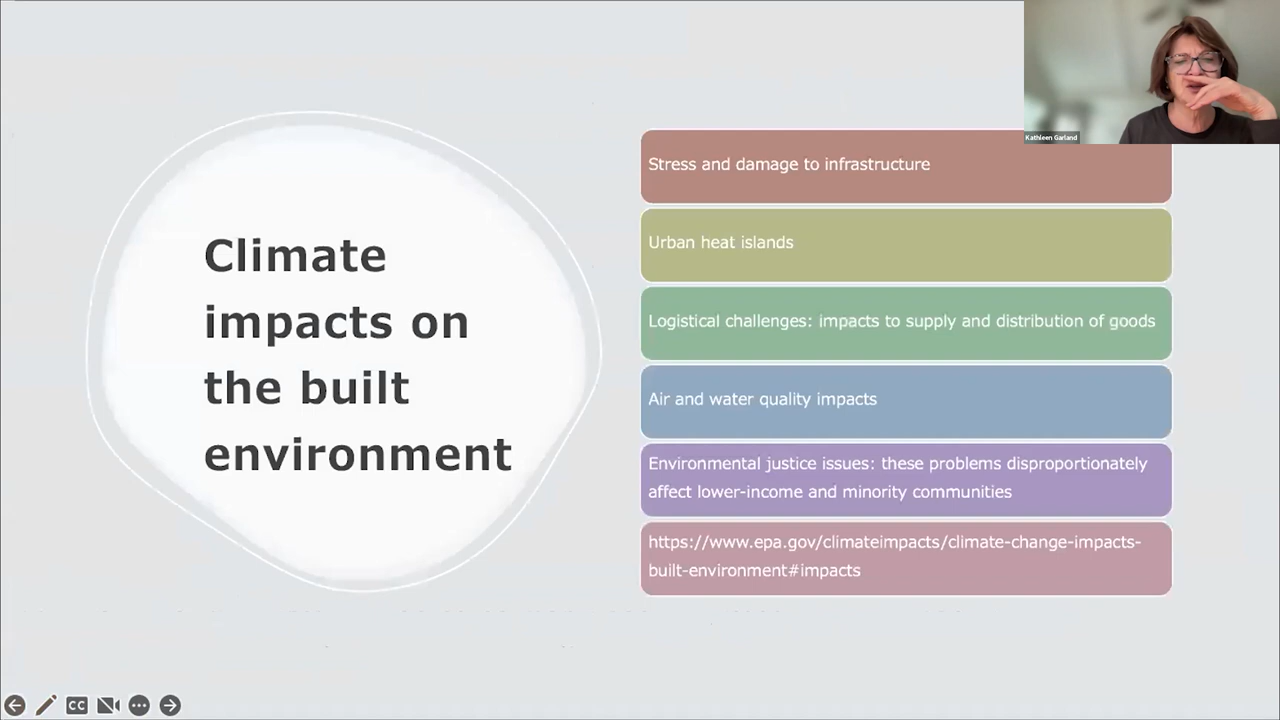 Kathleen Garland
Climate
impacts on
the built
environment
Stress and damage to infrastructure
Urban heat islands
Logistical challenges: impacts to supply and distribution of goods
Air and water quality impacts
Environmental justice issues: these problems disproportionately
affect lower-income and minority communities
https://www.epa.gov/climateimpacts/climate-change-impacts-
built-environment#impacts
CC